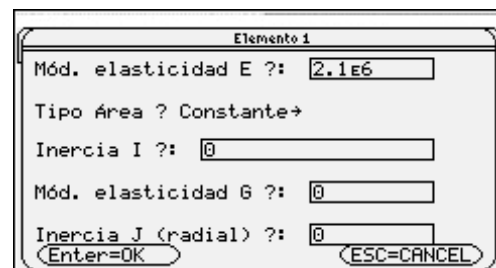 Elemento 1
Mód. elasticidad E ?: 2.1E6
Tipo Área ? Constante→
Inercia I ?: 0
Mód. elasticidad G ?: 0
Inercia J (radial) ?: 0
Enter=OK ESC=CANCEL